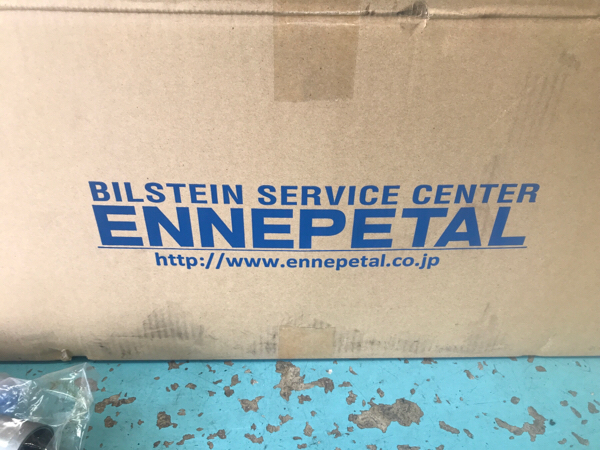 BILSTEIN SERVICE CENTER
ENNEPETAL
http://www.ennepetal.co.jp